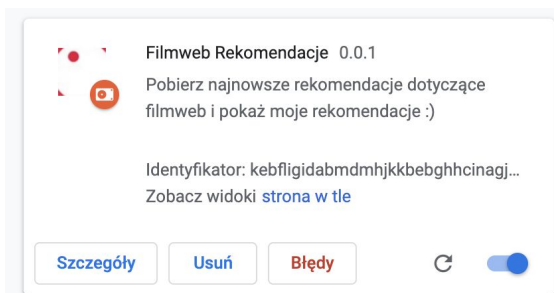 Filmweb Rekomendacje 0.0.1
Pobierz najnowsze rekomendacje dotyczące
filmweb i pokaż moje rekomendacje :)
Identyfikator: kebfligidabmdmhjkkbebghhcinagj...
Zobacz widoki strona w tle
Szczegóły Usuń Błędy